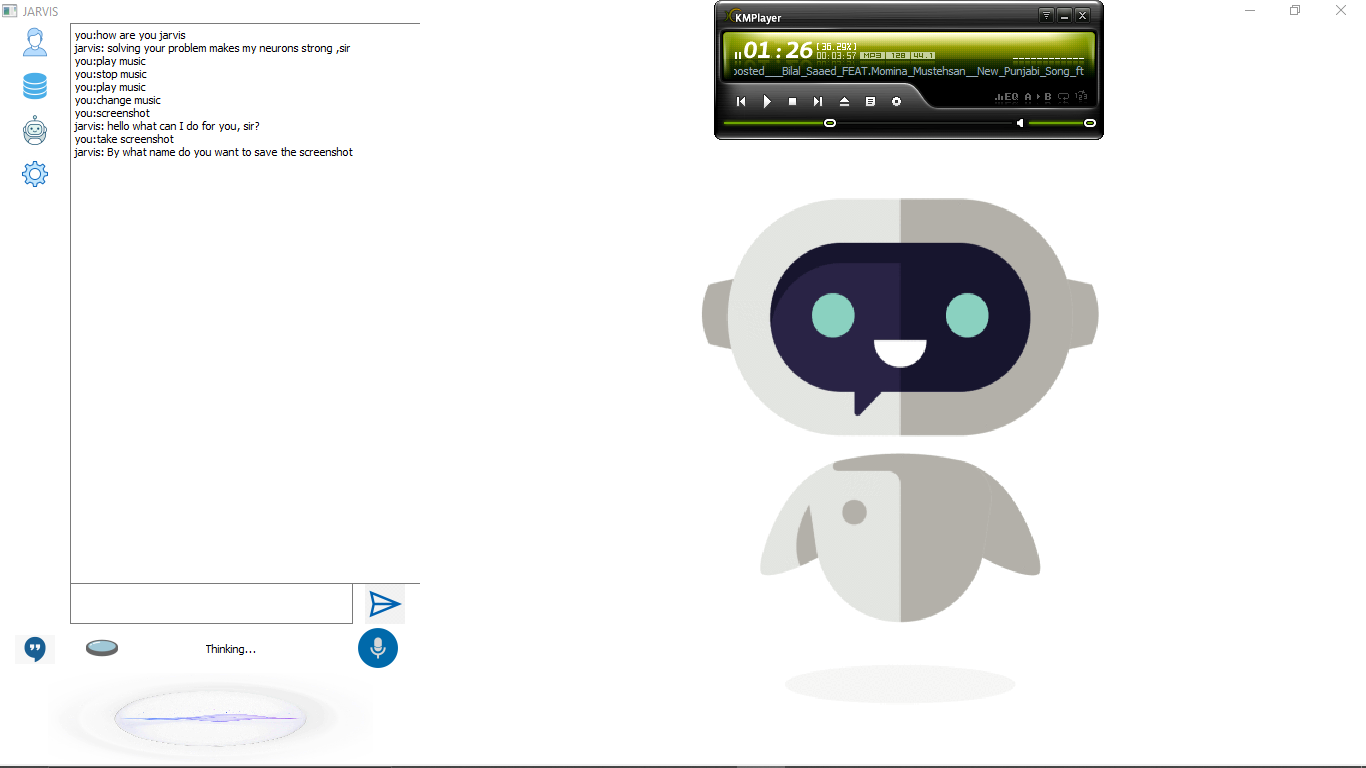 JARVIS
you:how are you jarvis
jarvis: solving your problem makes my neurons strong ,sir
you:play music
you:stop music
you:play music
you:change music
you:screenshot
jarvis: hello what can I do for you, sir?
you:take screenshot
jarvis: By what name do you want to save the screenshot
Thinking...
KMPlayer
01:26 [36.29%]
00:03:57 MP3 128 44.1
posted___Bilal_Saaed_FEAT.Momina_Mustehsan__New_Punjabi_Song_ft
EQ A B